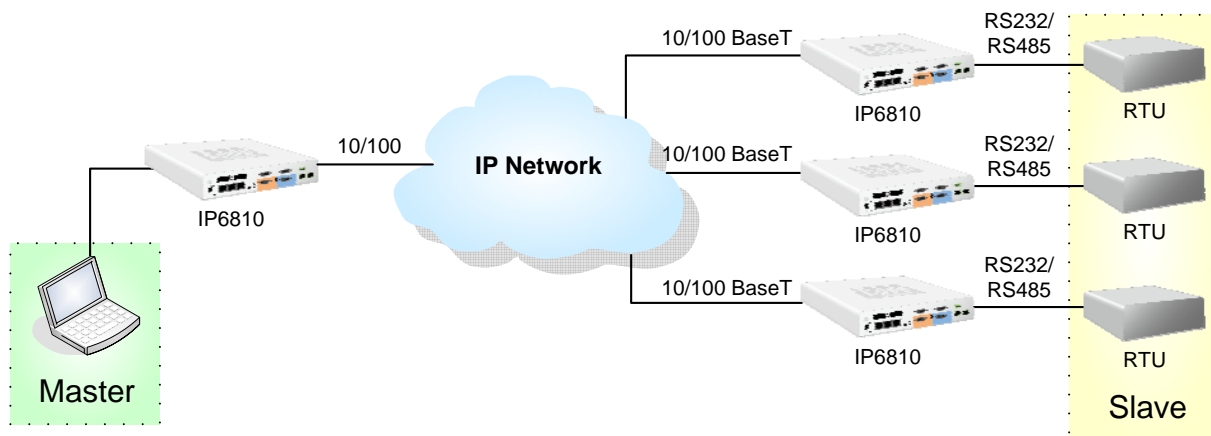 10/100 BaseT
RS232/
RS485
IP6810
RTU
10/100
IP6810
IP Network
10/100 BaseT
RS232/
RS485
IP6810
RTU
10/100 BaseT
RS232/
RS485
IP6810
RTU
Master
Slave